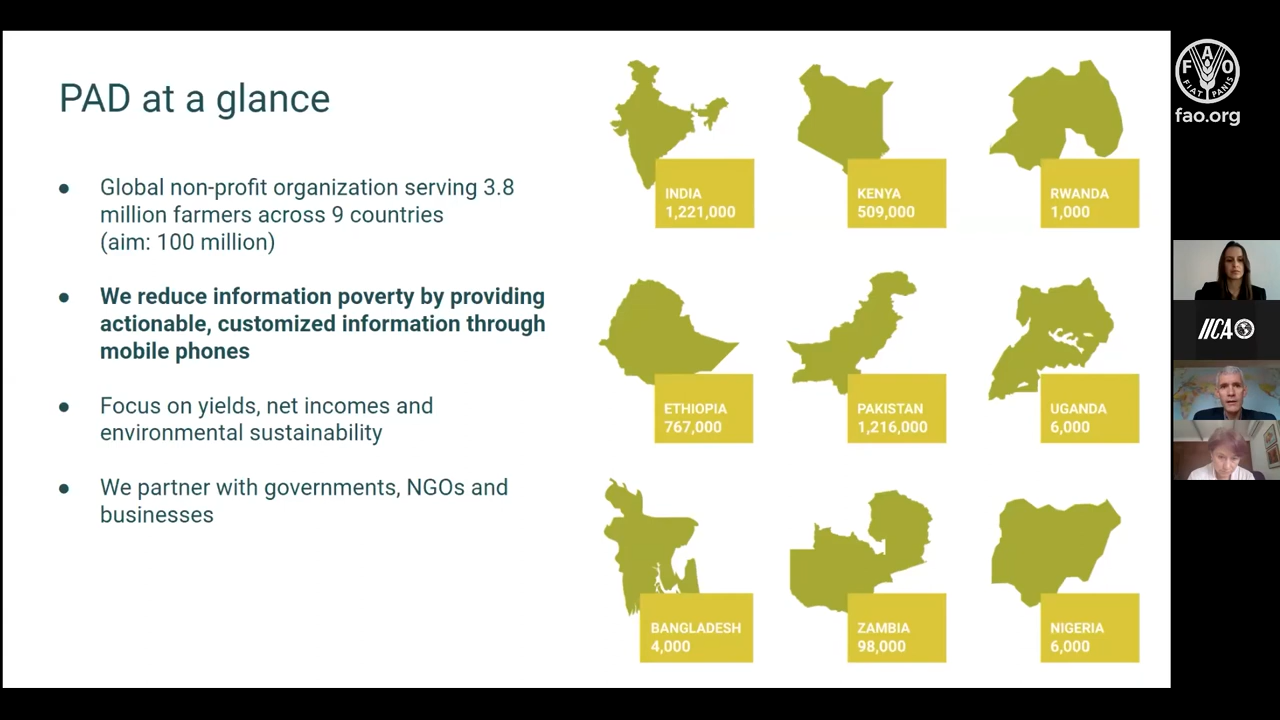 PAD at a glance
● Global non-profit organization serving 3.8
million farmers across 9 countries
(aim: 100 million)
● We reduce information poverty by providing
actionable, customized information through
mobile phones
● Focus on yields, net incomes and
environmental sustainability
● We partner with governments, NGOs and
businesses
INDIA
1,221,000
KENYA
509,000
RWANDA
1,000
ETHIOPIA
767,000
PAKISTAN
1,216,000
UGANDA
6,000
BANGLADESH
4,000
ZAMBIA
98,000
NIGERIA
6,000
FAO
FIAT PANIS
fao.org
IICA